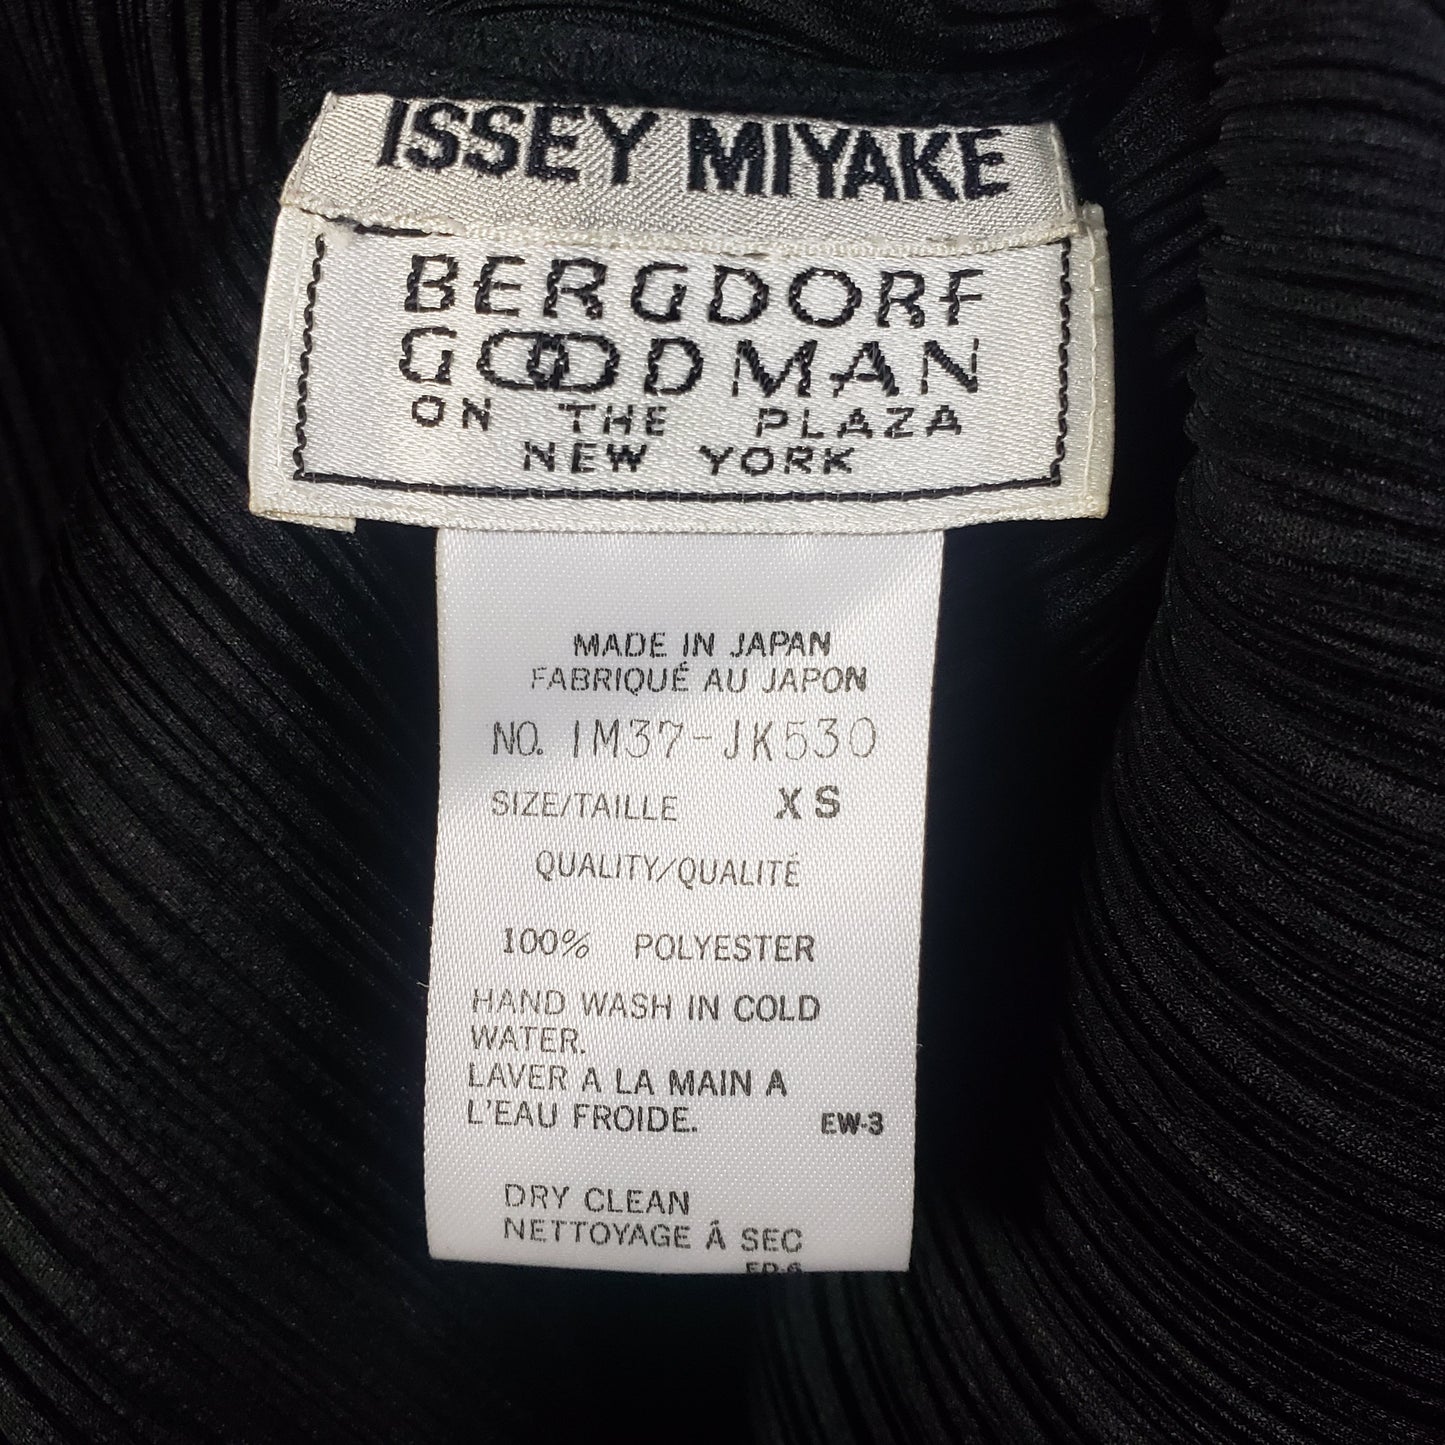 ISSEY MIYAKE
BERGDORF
GOODMAN
ON THE PLAZA
NEW YORK
MADE IN JAPAN
FABRIQUÉ AU JAPON
NO. IM37-JK530
SIZE/TAILLE XS
QUALITY/QUALITÉ
100% POLYESTER
HAND WASH IN COLD
WATER.
LAVER A LA MAIN A
L'EAU FROIDE. EW-3
DRY CLEAN
NETTOYAGE Â SEC